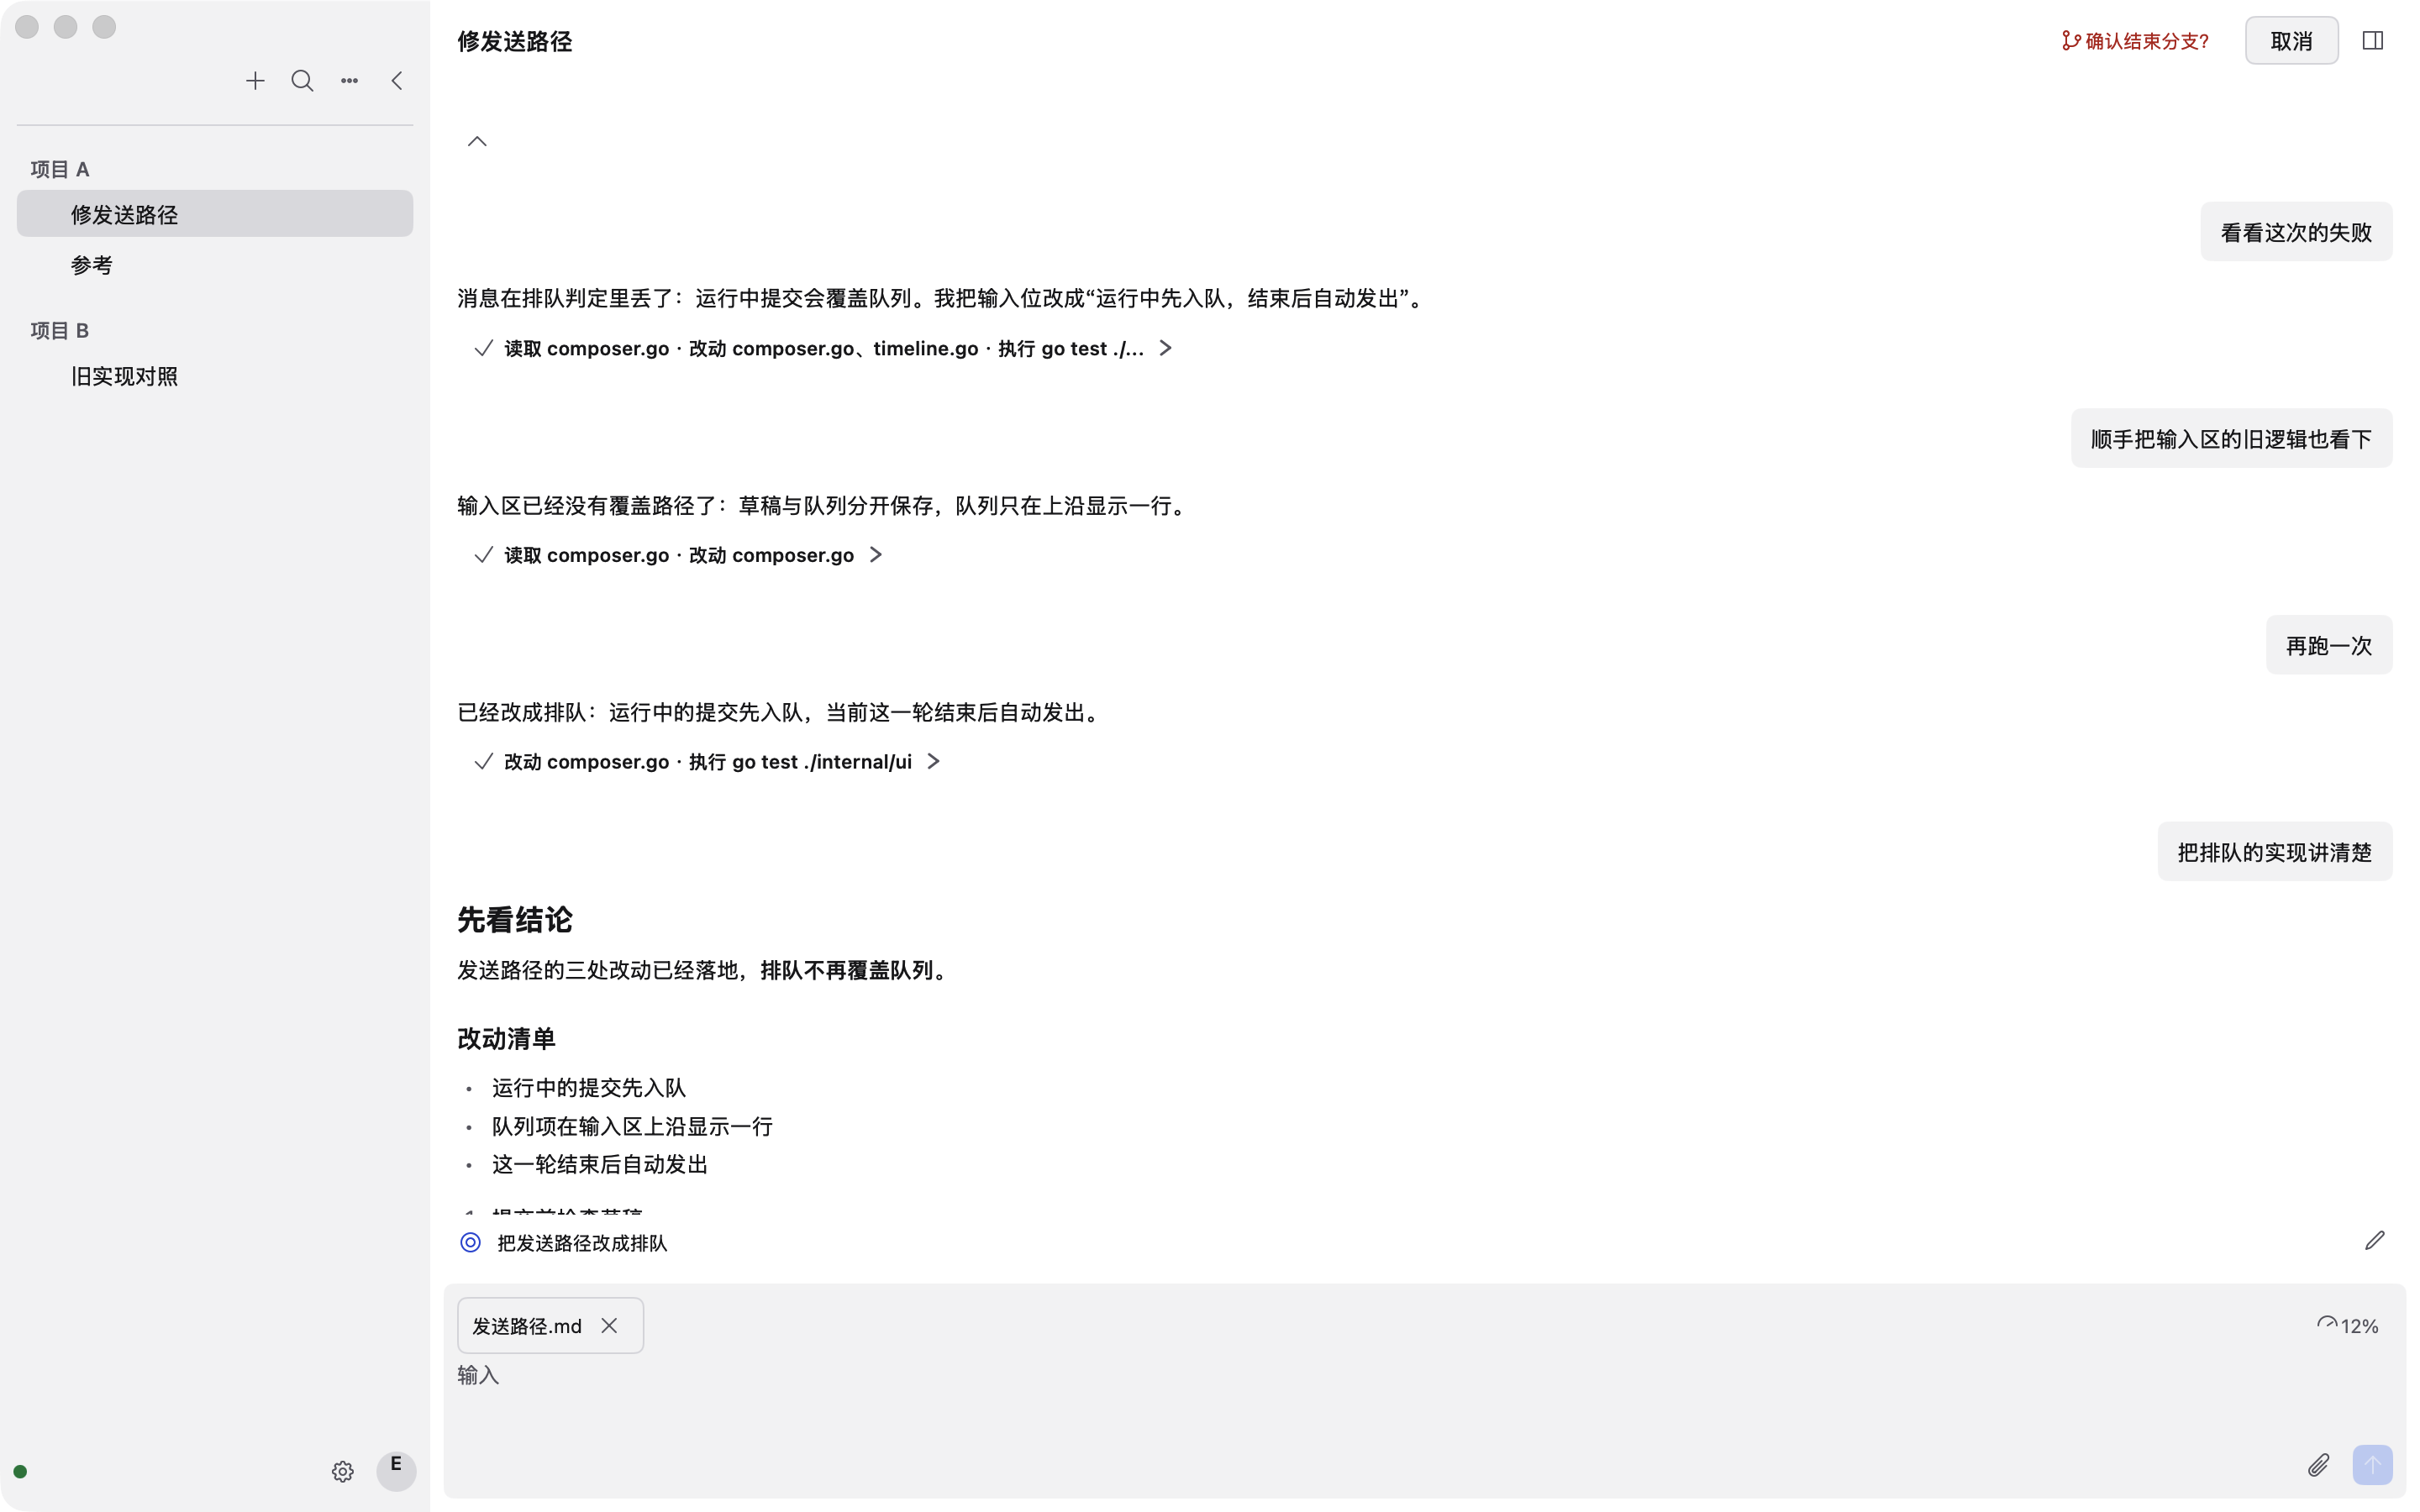 修发送路径
确认结束分支?
取消
项目 A
修发送路径
参考
项目 B
旧实现对照
看看这次的失败
消息在排队判定里丢了：运行中提交会覆盖队列。我把输入位改成“运行中先入队，结束后自动发出”。
读取 composer.go · 改动 composer.go、timeline.go · 执行 go test ./...
顺手把输入区的旧逻辑也看下
输入区已经没有覆盖路径了：草稿与队列分开保存，队列只在上沿显示一行。
读取 composer.go · 改动 composer.go
再跑一次
已经改成排队：运行中的提交先入队，当前这一轮结束后自动发出。
改动 composer.go · 执行 go test ./internal/ui
把排队的实现讲清楚
先看结论
发送路径的三处改动已经落地，排队不再覆盖队列。
改动清单
• 运行中的提交先入队
• 队列项在输入区上沿显示一行
• 这一轮结束后自动发出
把发送路径改成排队
发送路径.md
12%
输入
E